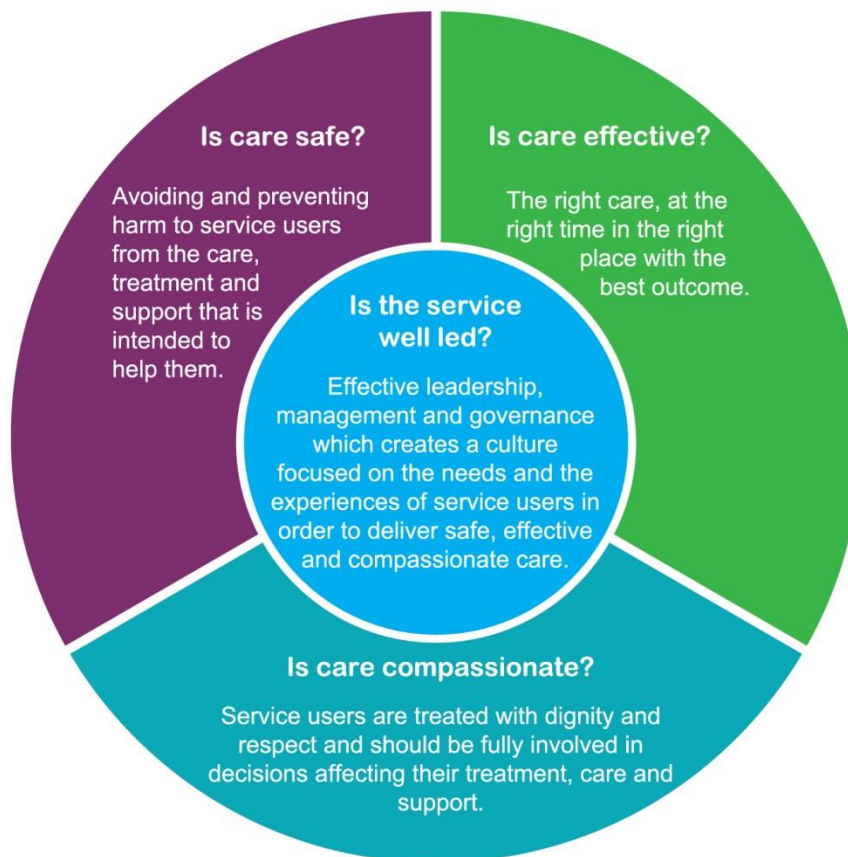 Is care safe?
Avoiding and preventing
harm to service users
from the care,
treatment and
support that is
intended to
help them.
Is care effective?
The right care, at the
right time in the right
place with the
best outcome.
Is the service
well led?
Effective leadership,
management and governance
which creates a culture
focused on the needs and the
experiences of service users in
order to deliver safe, effective
and compassionate care.
Is care compassionate?
Service users are treated with dignity and
respect and should be fully involved in
decisions affecting their treatment, care and
support.